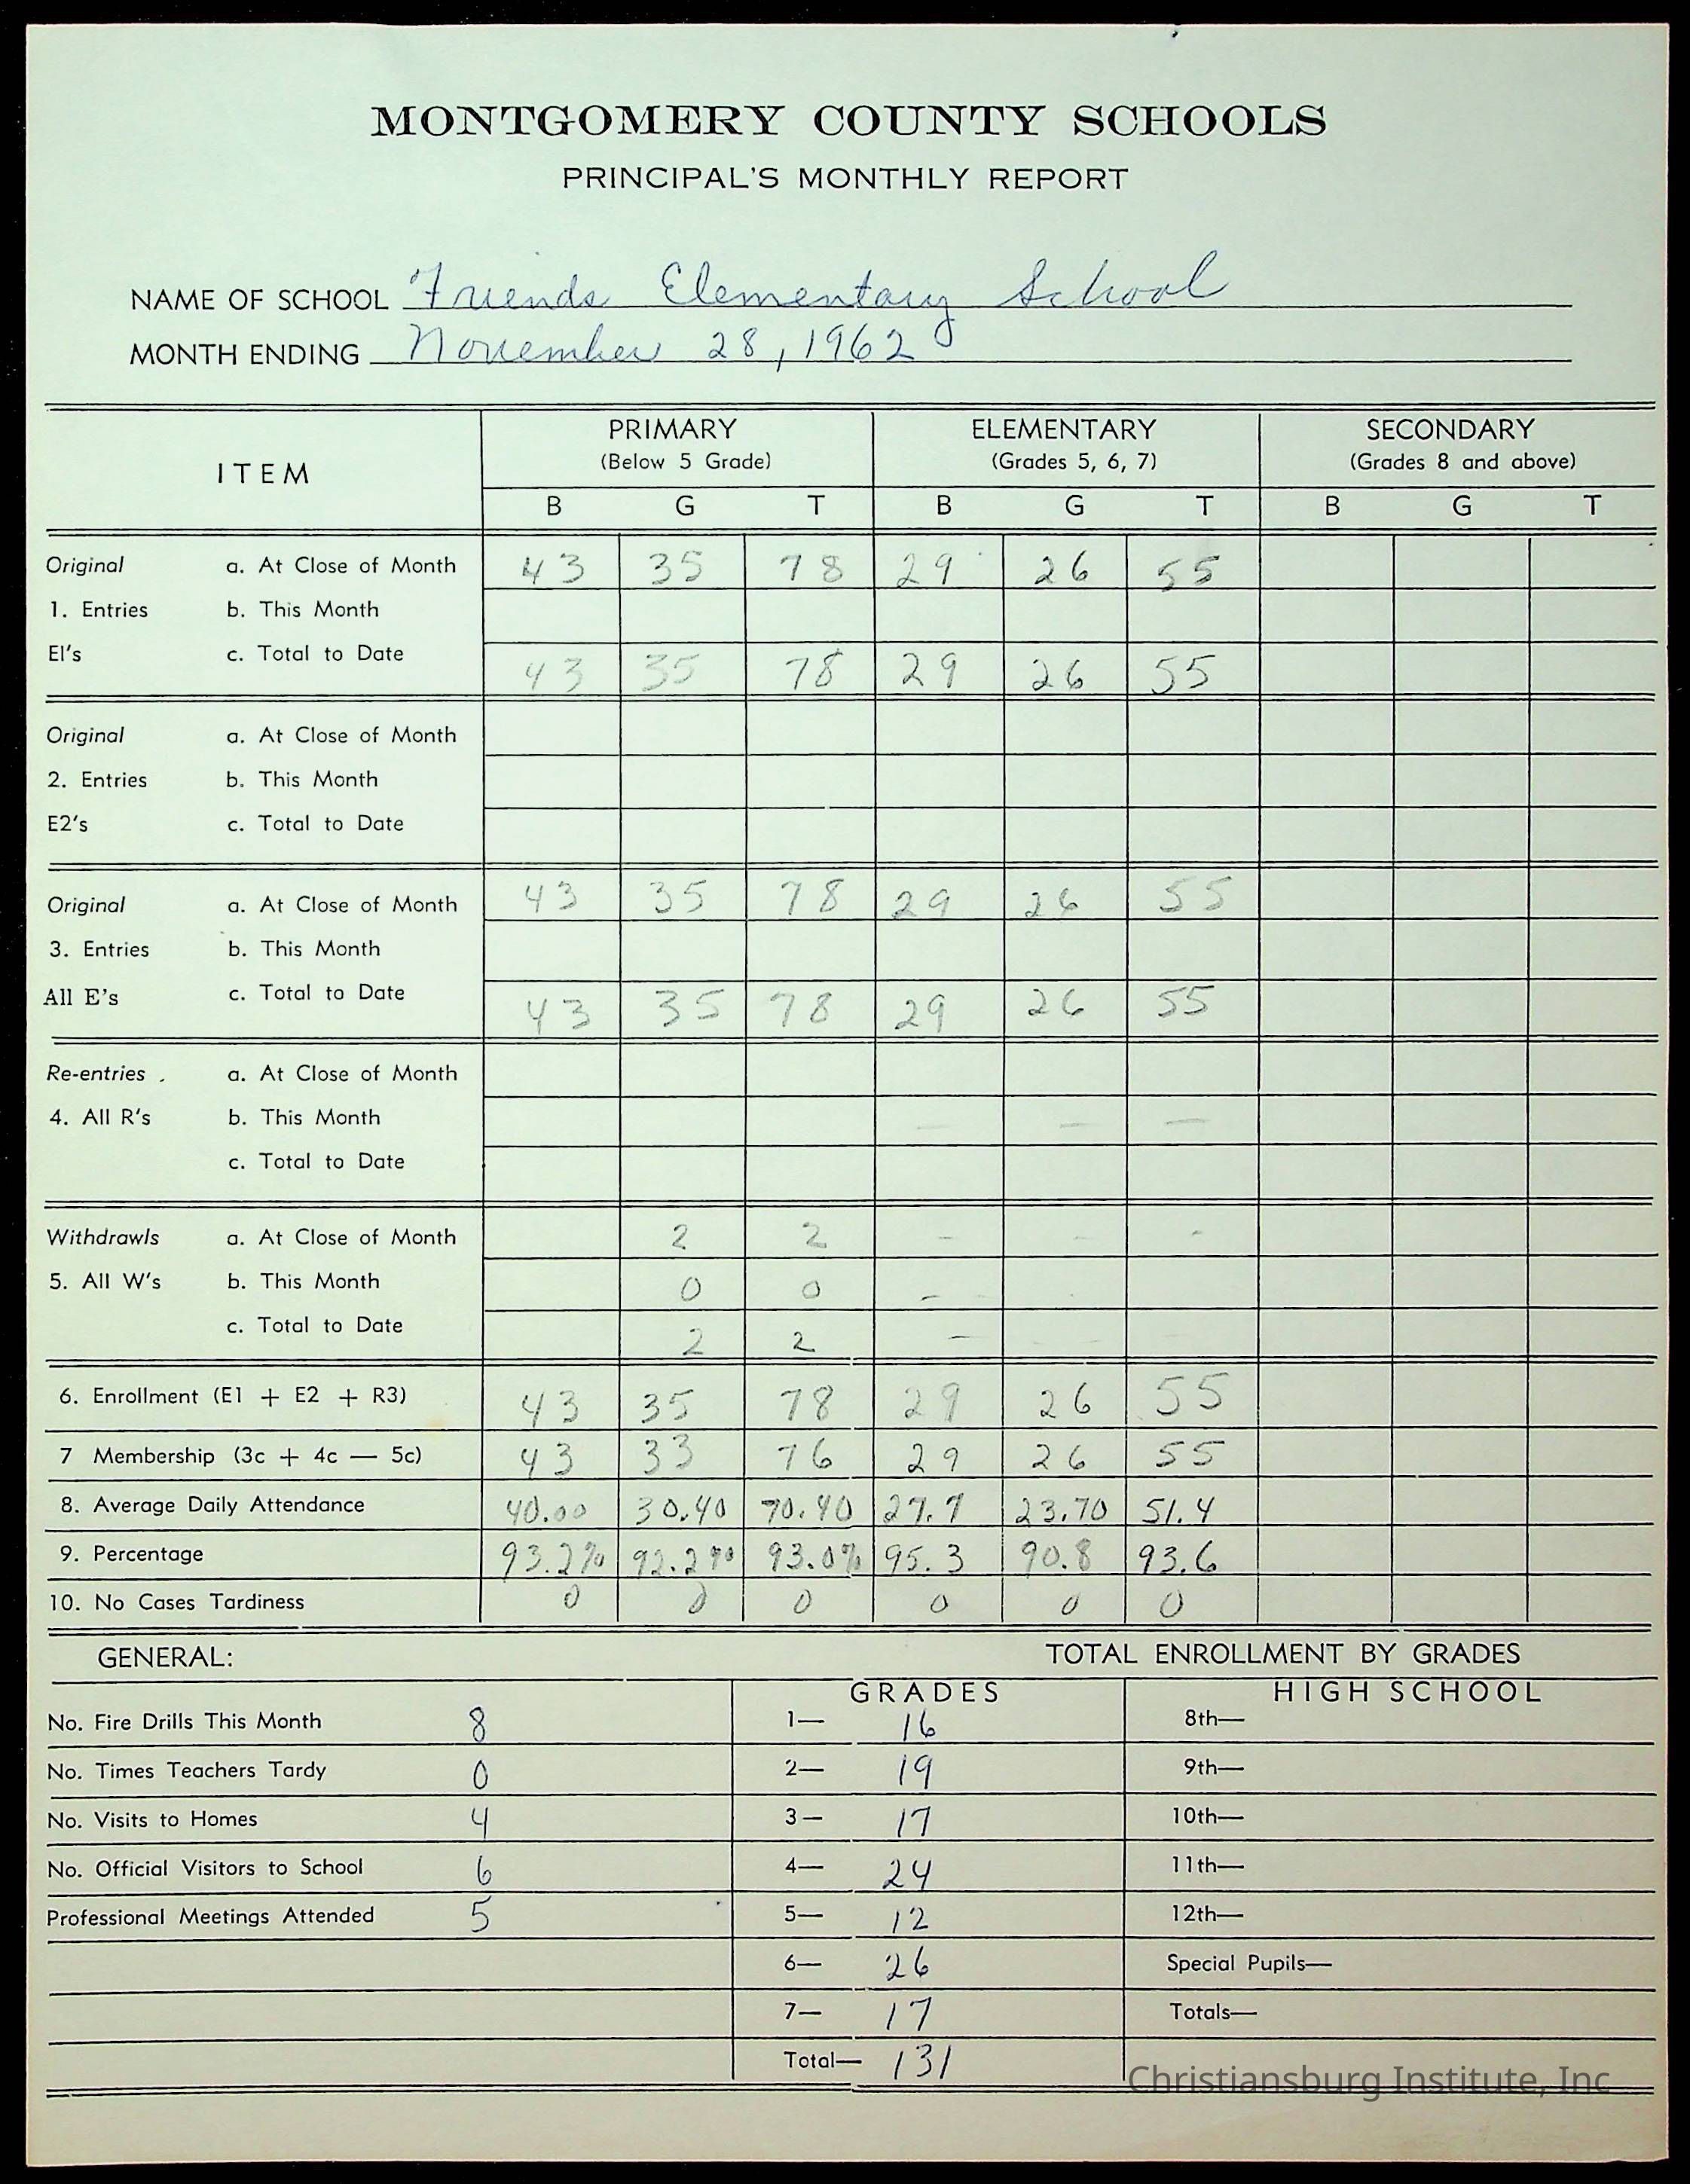 MONTGOMERY COUNTY SCHOOLS
PRINCIPAL'S MONTHLY REPORT
NAME OF SCHOOL Friends Elementary School
MONTH ENDING November 28, 1962
ITEM
PRIMARY
(Below 5 Grade)
ELEMENTARY
(Grades 5, 6, 7)
SECONDARY
(Grades 8 and above)
B G T B G T B G T
Original a. At Close of Month 43 35 78 29 26 55
1. Entries b. This Month
El's c. Total to Date 43 35 78 29 26 55
Original a. At Close of Month
2. Entries b. This Month
E2's c. Total to Date
Original a. At Close of Month 43 35 78 29 26 55
3. Entries b. This Month
All E's c. Total to Date 43 35 78 29 26 55
Re-entries a. At Close of Month
4. All R's b. This Month — — —
c. Total to Date
Withdrawls a. At Close of Month 2 2 - - -
5. All W's b. This Month 0 0 -
c. Total to Date 2 2 -
6. Enrollment (E1 + E2 + R3) 43 35 78 29 26 55
7 Membership (3c + 4c — 5c) 43 33 76 29 26 55
8. Average Daily Attendance 40.00 30.40 70.40 27.7 23.70 51.4
9. Percentage 93.2% 92.2% 93.0% 95.3 90.8 93.6
10. No Cases Tardiness 0 0 0 0 0 0
GENERAL: TOTAL ENROLLMENT BY GRADES
GRADES HIGH SCHOOL
No. Fire Drills This Month 8 1— 16 8th—
No. Times Teachers Tardy 0 2— 19 9th—
No. Visits to Homes 4 3— 17 10th—
No. Official Visitors to School 6 4— 24 11th—
Professional Meetings Attended 5 5— 12 12th—
6— 26 Special Pupils—
7— 17 Totals—
Total— 131
Christiansburg Institute, Inc